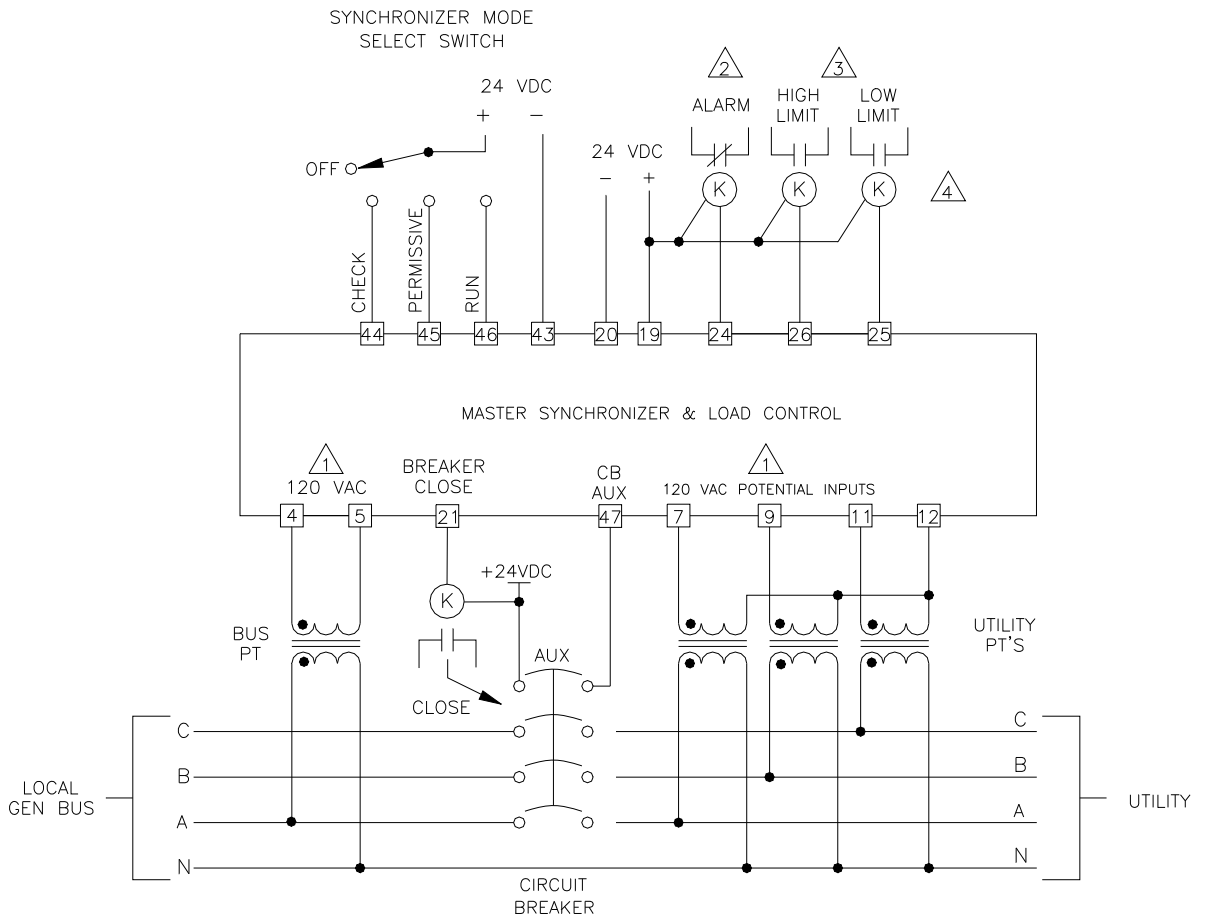 SYNCHRONIZER MODE
SELECT SWITCH
24 VDC
+ −
OFF
CHECK
PERMISSIVE
RUN
24 VDC
− +
2
ALARM
3
HIGH
LIMIT
LOW
LIMIT
K
K
K
4
44
45
46
43
20
19
24
26
25
MASTER SYNCHRONIZER & LOAD CONTROL
1
120 VAC
BREAKER
CLOSE
CB
AUX
1
120 VAC POTENTIAL INPUTS
4
5
21
47
7
9
11
12
+24VDC
K
BUS
PT
AUX
CLOSE
UTILITY
PT'S
LOCAL
GEN BUS
C
B
A
N
C
B
A
N
UTILITY
CIRCUIT
BREAKER